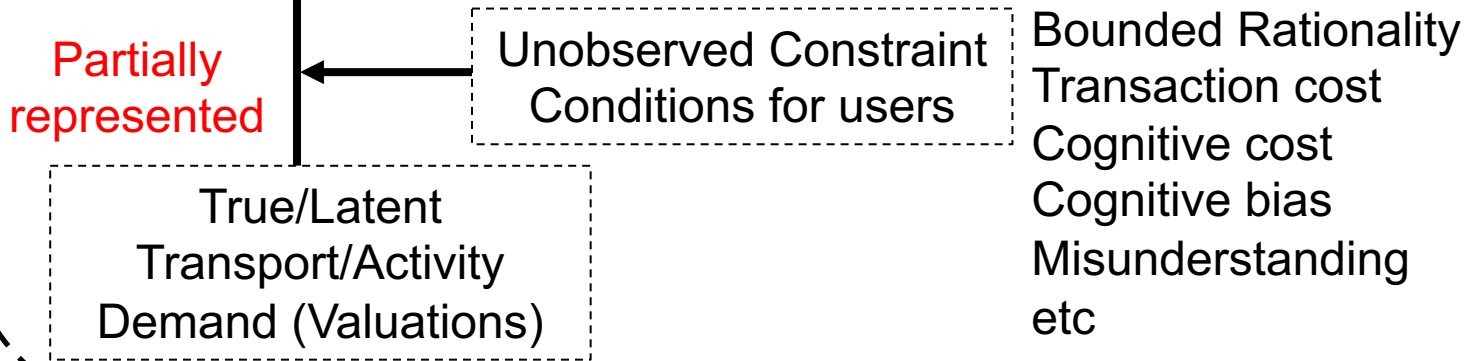 Partially
represented
Unobserved Constraint
Conditions for users
Bounded Rationality
Transaction cost
Cognitive cost
Cognitive bias
Misunderstanding
etc
True/Latent
Transport/Activity
Demand (Valuations)